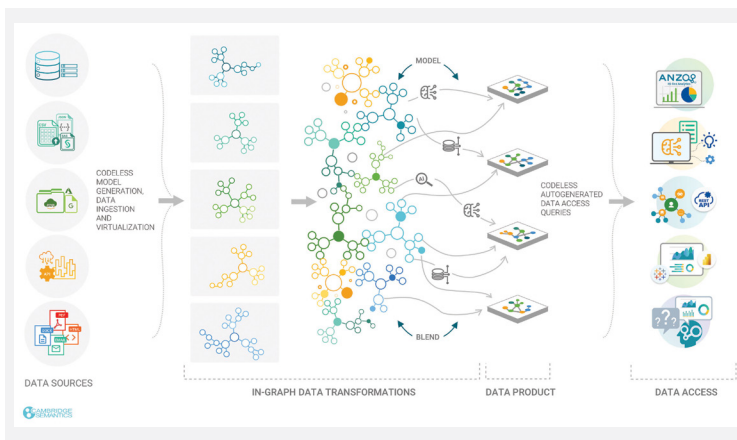 MODEL
ANZO
CODELESS
MODEL
GENERATION,
DATA
INGESTION
AND
VIRTUALIZATION
CODELESS
AUTOGENERATED
DATA ACCESS
QUERIES
AI
REST
API
BLEND
DATA SOURCES
IN-GRAPH DATA TRANSFORMATIONS
DATA PRODUCT
DATA ACCESS
CAMBRIDGE
SEMANTICS